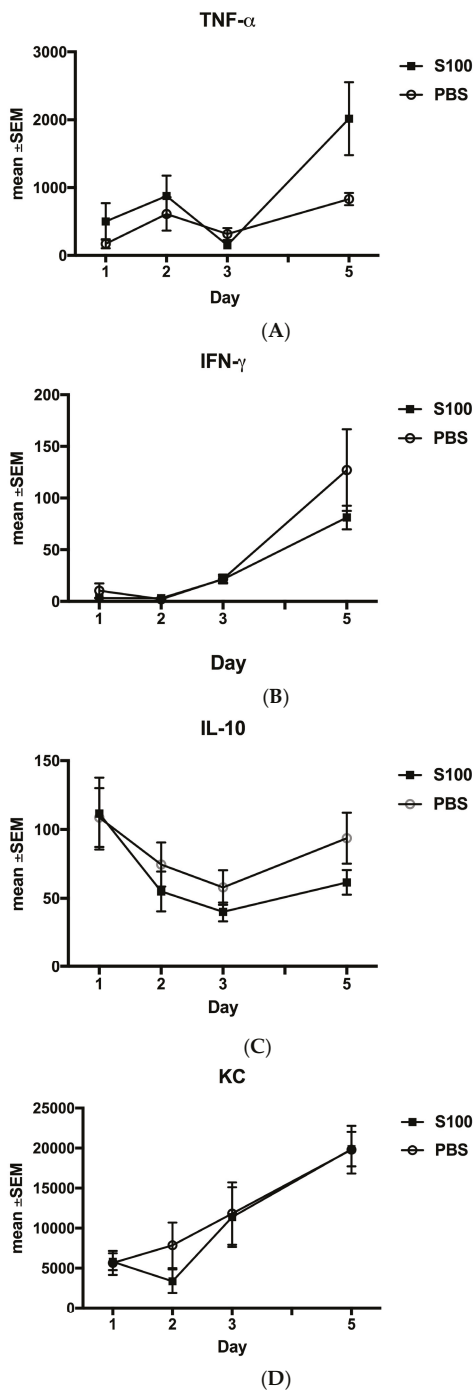 TNF-α
3000
2000
1000
0
mean ±SEM
1 2 3 5
Day
S100
PBS
(A)
IFN-γ
200
150
100
50
0
mean ±SEM
1 2 3 5
Day
S100
PBS
(B)
IL-10
150
100
50
0
mean ±SEM
1 2 3 5
Day
S100
PBS
(C)
KC
25000
20000
15000
10000
5000
0
mean ±SEM
1 2 3 5
Day
S100
PBS
(D)